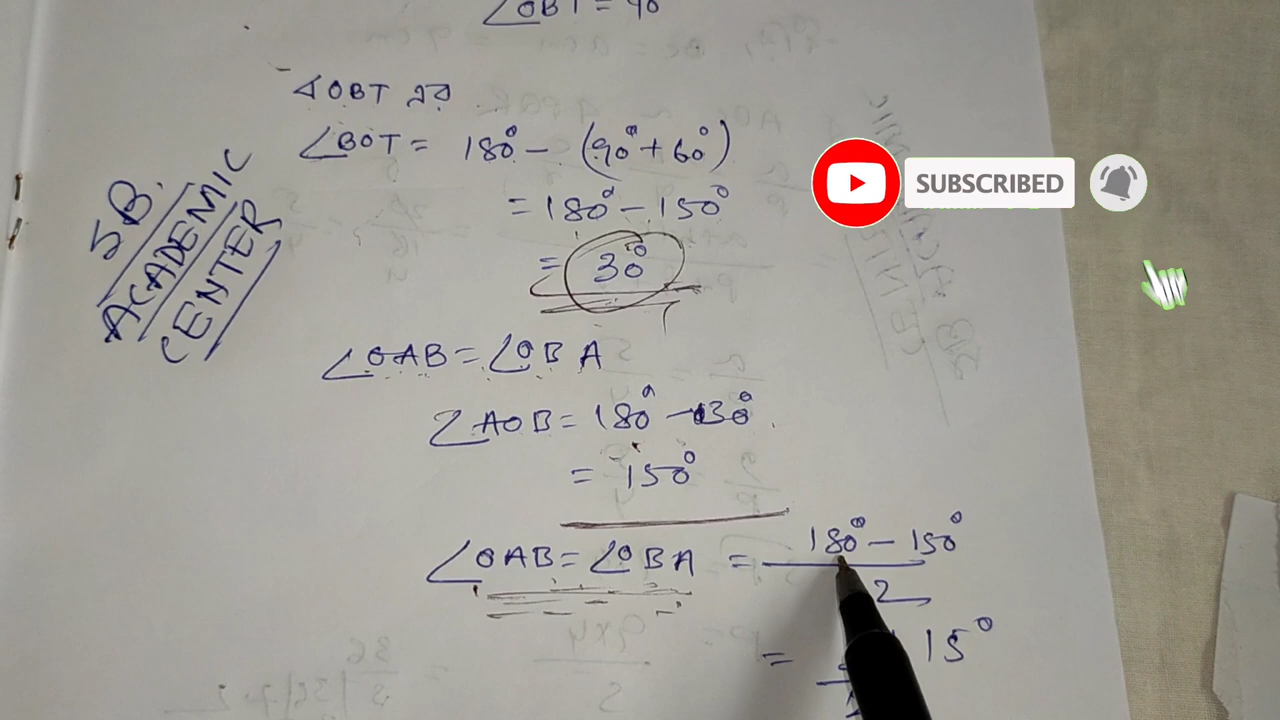 ∠OBT = 90
∆OBT এর
∠BOT = 180° - (90° + 60°)
= 180° - 150°
= 30°
∠OAB = ∠OBA
∠AOB = 180° - 30°
= 150°
∠OAB = ∠OBA = 180° - 150° / 2
= 15°
SB.
ACADEMIC
CENTER
SUBSCRIBED